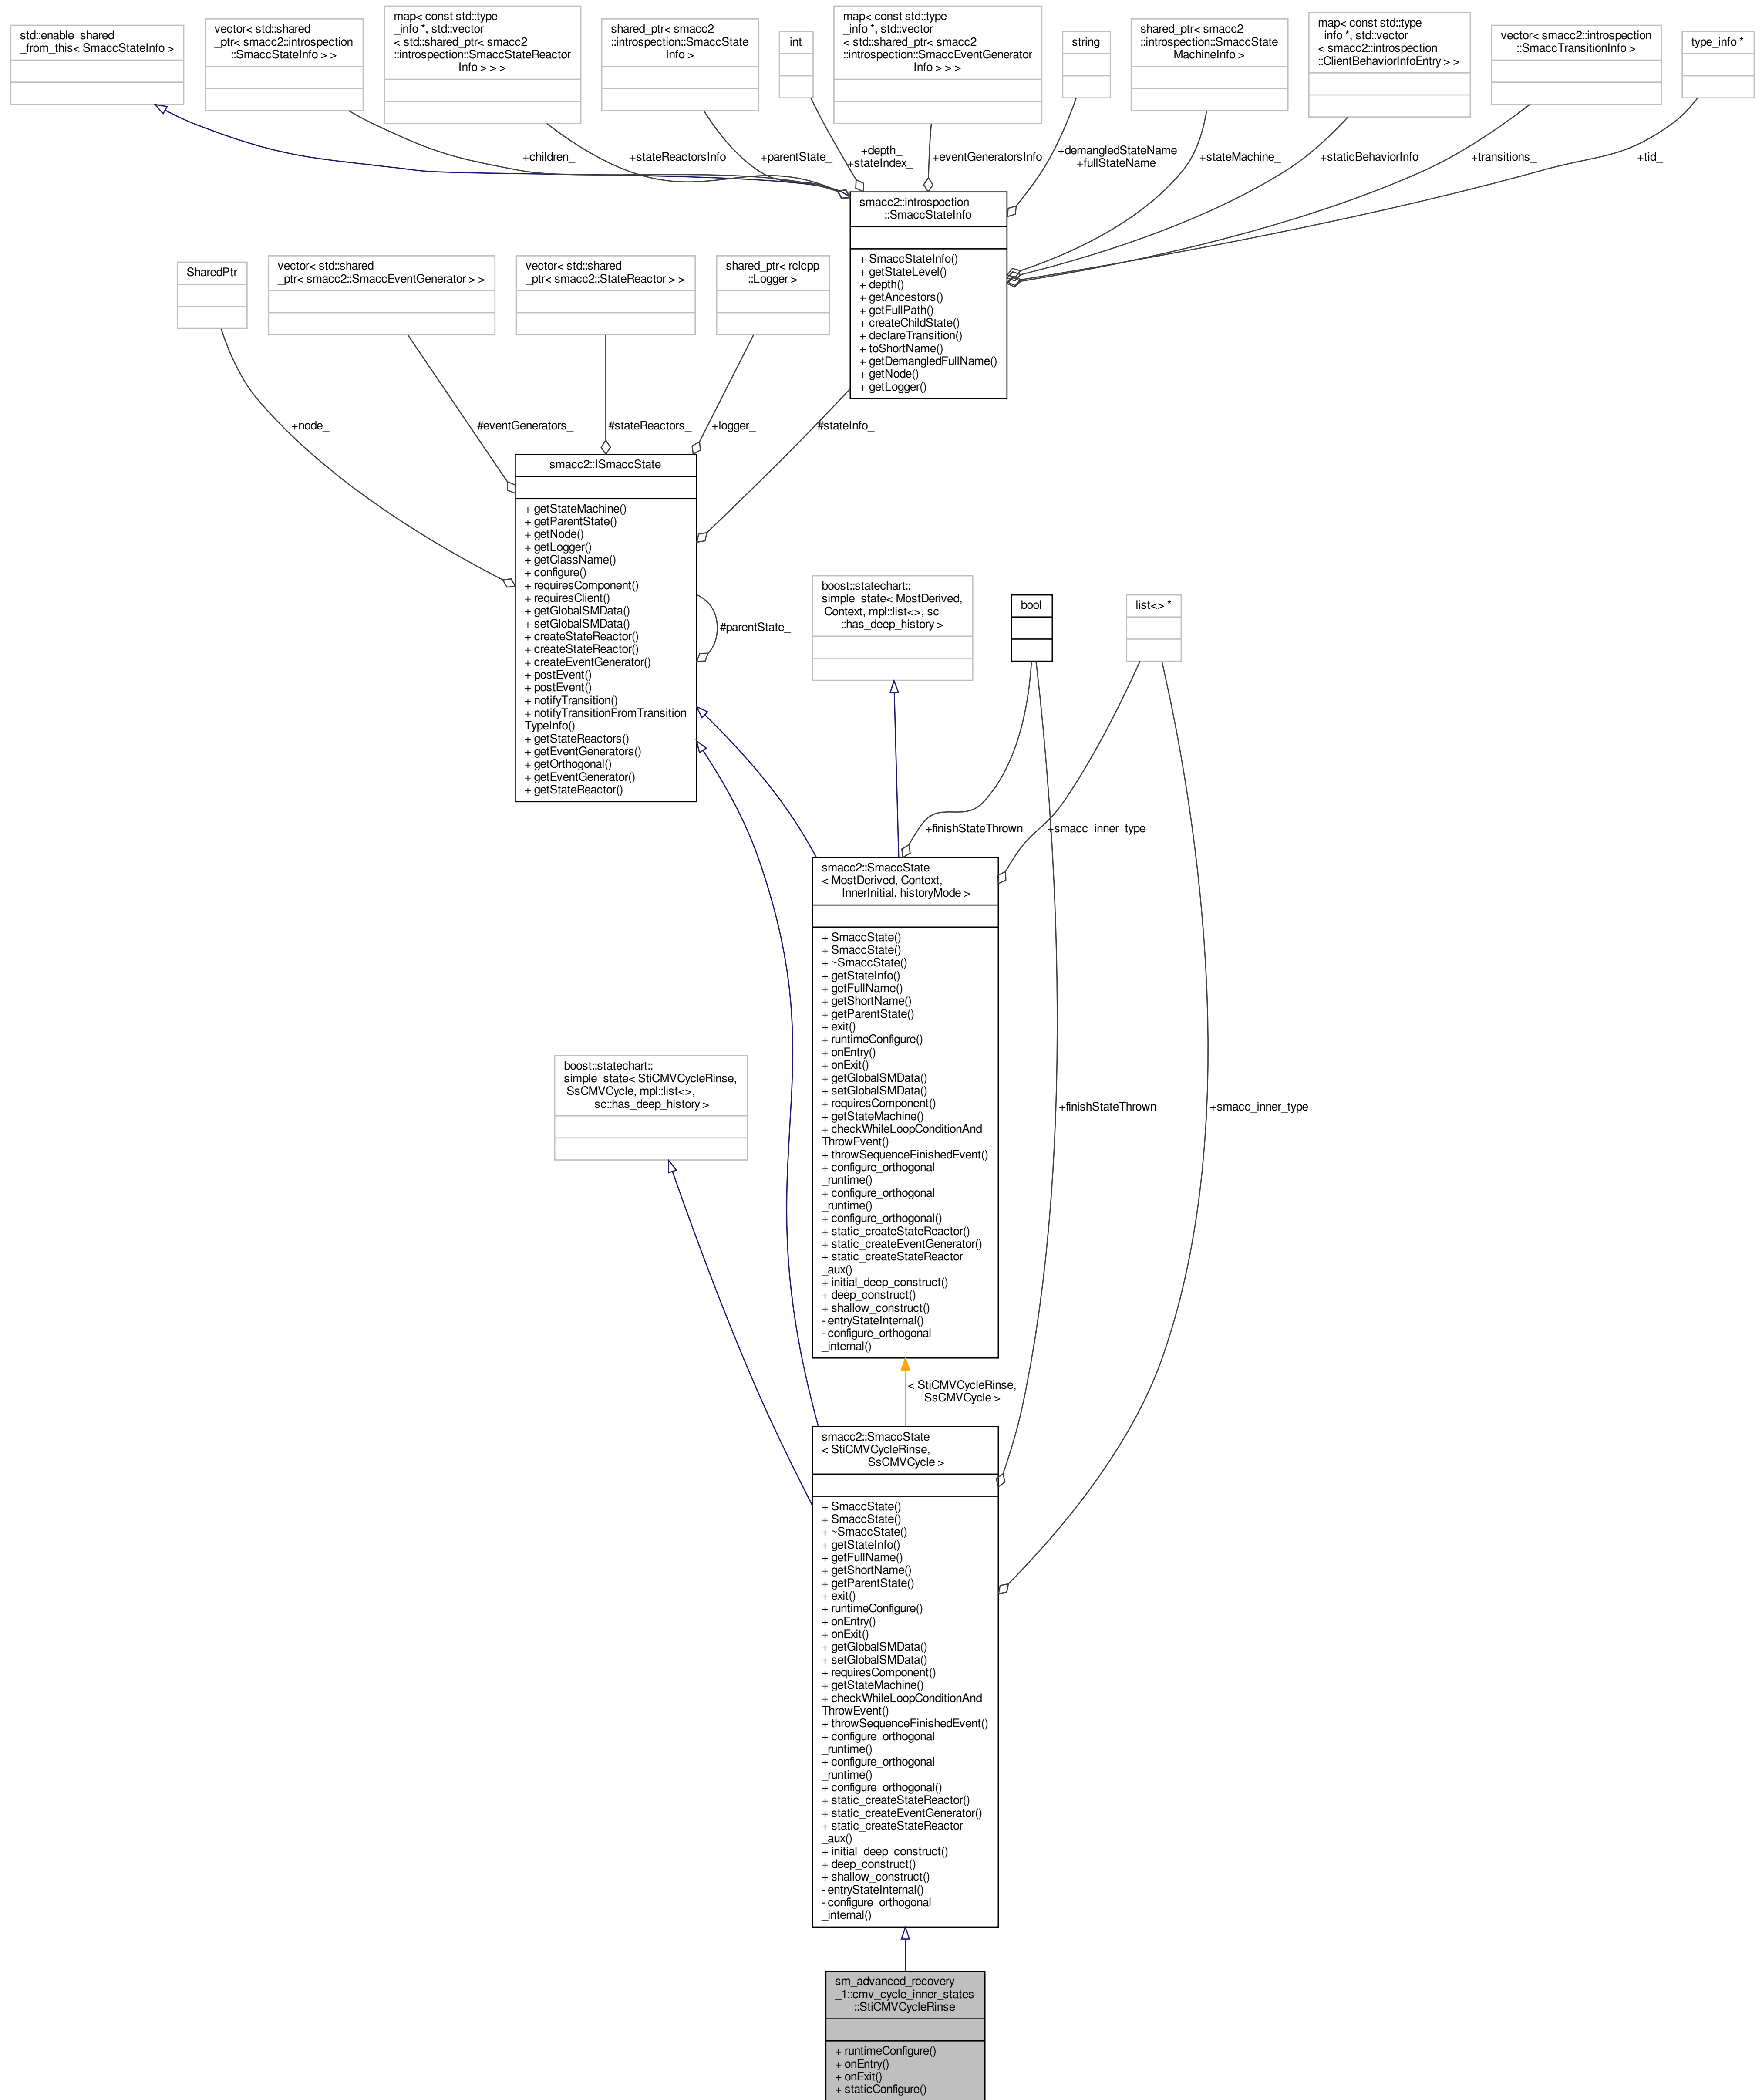 std::enable_shared
_from_this< SmaccStateInfo >
vector< std::shared
_ptr< smacc2::introspection
::SmaccStateInfo > >
map< const std::type
_info *, std::vector
< std::shared_ptr< smacc2
::introspection::SmaccStateReactor
Info > > >
shared_ptr< smacc2
::introspection::SmaccState
Info >
int
map< const std::type
_info *, std::vector
< std::shared_ptr< smacc2
::introspection::SmaccEventGenerator
Info > > >
string
shared_ptr< smacc2
::introspection::SmaccState
MachineInfo >
map< const std::type
_info *, std::vector
< smacc2::introspection
::ClientBehaviorInfoEntry > >
vector< smacc2::introspection
::SmaccTransitionInfo >
type_info *
+children_
+stateReactorsInfo
+parentState_
+depth_
+stateIndex_
+eventGeneratorsInfo
+demangledStateName
+fullStateName
+stateMachine_
+staticBehaviorInfo
+transitions_
+tid_
smacc2::introspection
::SmaccStateInfo
+ SmaccStateInfo()
+ getStateLevel()
+ depth()
+ getAncestors()
+ getFullPath()
+ createChildState()
+ declareTransition()
+ toShortName()
+ getDemangledFullName()
+ getNode()
+ getLogger()
SharedPtr
vector< std::shared
_ptr< smacc2::SmaccEventGenerator > >
vector< std::shared
_ptr< smacc2::StateReactor > >
shared_ptr< rclcpp
::Logger >
+node_
#eventGenerators_
#stateReactors_
+logger_
#stateInfo_
smacc2::ISmaccState
+ getStateMachine()
+ getParentState()
+ getNode()
+ getLogger()
+ getClassName()
+ configure()
+ requiresComponent()
+ requiresClient()
+ getGlobalSMData()
+ setGlobalSMData()
+ createStateReactor()
+ createStateReactor()
+ createEventGenerator()
+ postEvent()
+ postEvent()
+ notifyTransition()
+ notifyTransitionFromTransition
TypeInfo()
+ getStateReactors()
+ getEventGenerators()
+ getOrthogonal()
+ getEventGenerator()
+ getStateReactor()
#parentState_
boost::statechart::
simple_state< MostDerived,
Context, mpl::list<>, sc
::has_deep_history >
bool
list<> *
+finishStateThrown
+smacc_inner_type
smacc2::SmaccState
< MostDerived, Context,
InnerInitial, historyMode >
+ SmaccState()
+ SmaccState()
+ ~SmaccState()
+ getStateInfo()
+ getFullName()
+ getShortName()
+ getParentState()
+ exit()
+ runtimeConfigure()
+ onEntry()
+ onExit()
+ getGlobalSMData()
+ setGlobalSMData()
+ requiresComponent()
+ getStateMachine()
+ checkWhileLoopConditionAnd
ThrowEvent()
+ throwSequenceFinishedEvent()
+ configure_orthogonal
_runtime()
+ configure_orthogonal
_runtime()
+ configure_orthogonal()
+ static_createStateReactor()
+ static_createEventGenerator()
+ static_createStateReactor
_aux()
+ initial_deep_construct()
+ deep_construct()
+ shallow_construct()
- entryStateInternal()
- configure_orthogonal
_internal()
boost::statechart::
simple_state< StiCMVCycleRinse,
SsCMVCycle, mpl::list<>,
sc::has_deep_history >
+finishStateThrown
+smacc_inner_type
< StiCMVCycleRinse,
SsCMVCycle >
smacc2::SmaccState
< StiCMVCycleRinse,
SsCMVCycle >
+ SmaccState()
+ SmaccState()
+ ~SmaccState()
+ getStateInfo()
+ getFullName()
+ getShortName()
+ getParentState()
+ exit()
+ runtimeConfigure()
+ onEntry()
+ onExit()
+ getGlobalSMData()
+ setGlobalSMData()
+ requiresComponent()
+ getStateMachine()
+ checkWhileLoopConditionAnd
ThrowEvent()
+ throwSequenceFinishedEvent()
+ configure_orthogonal
_runtime()
+ configure_orthogonal
_runtime()
+ configure_orthogonal()
+ static_createStateReactor()
+ static_createEventGenerator()
+ static_createStateReactor
_aux()
+ initial_deep_construct()
+ deep_construct()
+ shallow_construct()
- entryStateInternal()
- configure_orthogonal
_internal()
sm_advanced_recovery
_1::cmv_cycle_inner_states
::StiCMVCycleRinse
+ runtimeConfigure()
+ onEntry()
+ onExit()
+ staticConfigure()